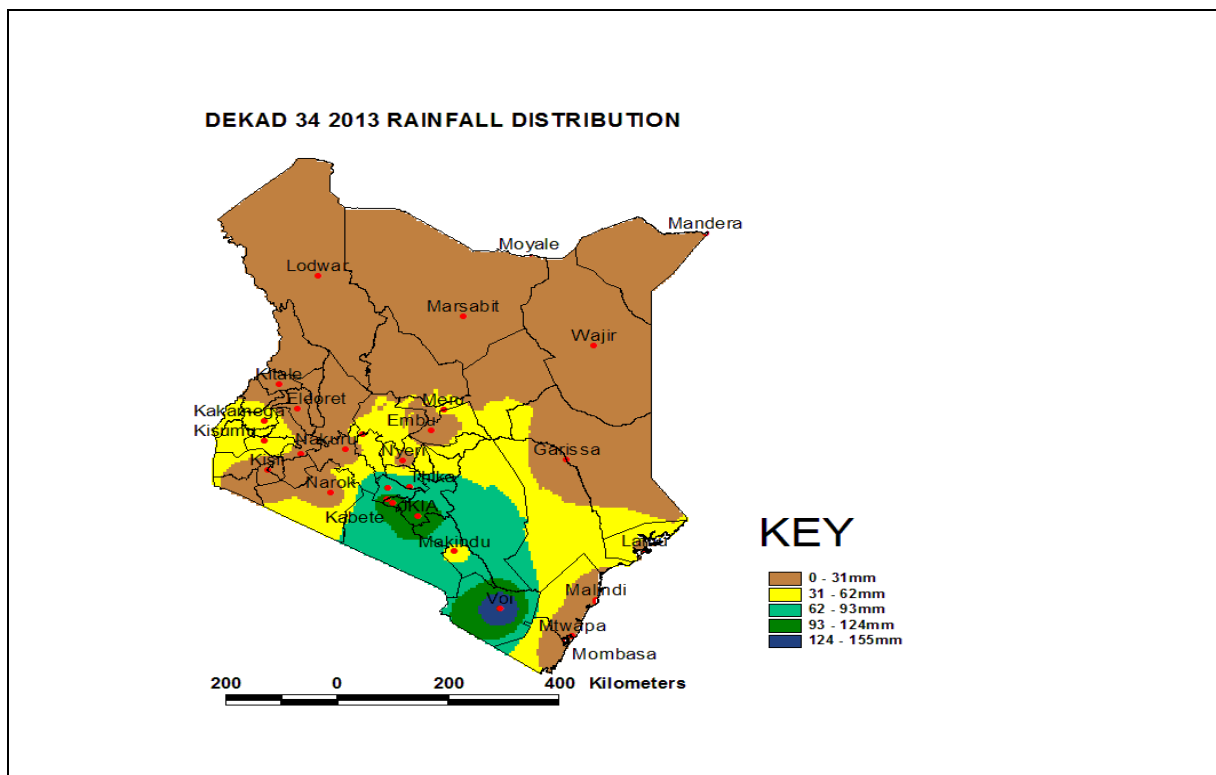 DEKAD 34 2013 RAINFALL DISTRIBUTION
Mandera
Moyale
Lodwar
Marsabit
Wajir
Kitale
Eldoret
Kakamega
Meru
Kisumu
Embu
Nakuru
Nyeri
Garissa
Kisii
Narok
Thika
JKIA
Kabete
Makindu
Lamu
Voi
Malindi
Mtwapa
Mombasa
KEY
0 - 31mm
31 - 62mm
62 - 93mm
93 - 124mm
124 - 155mm
200 0 200 400 Kilometers